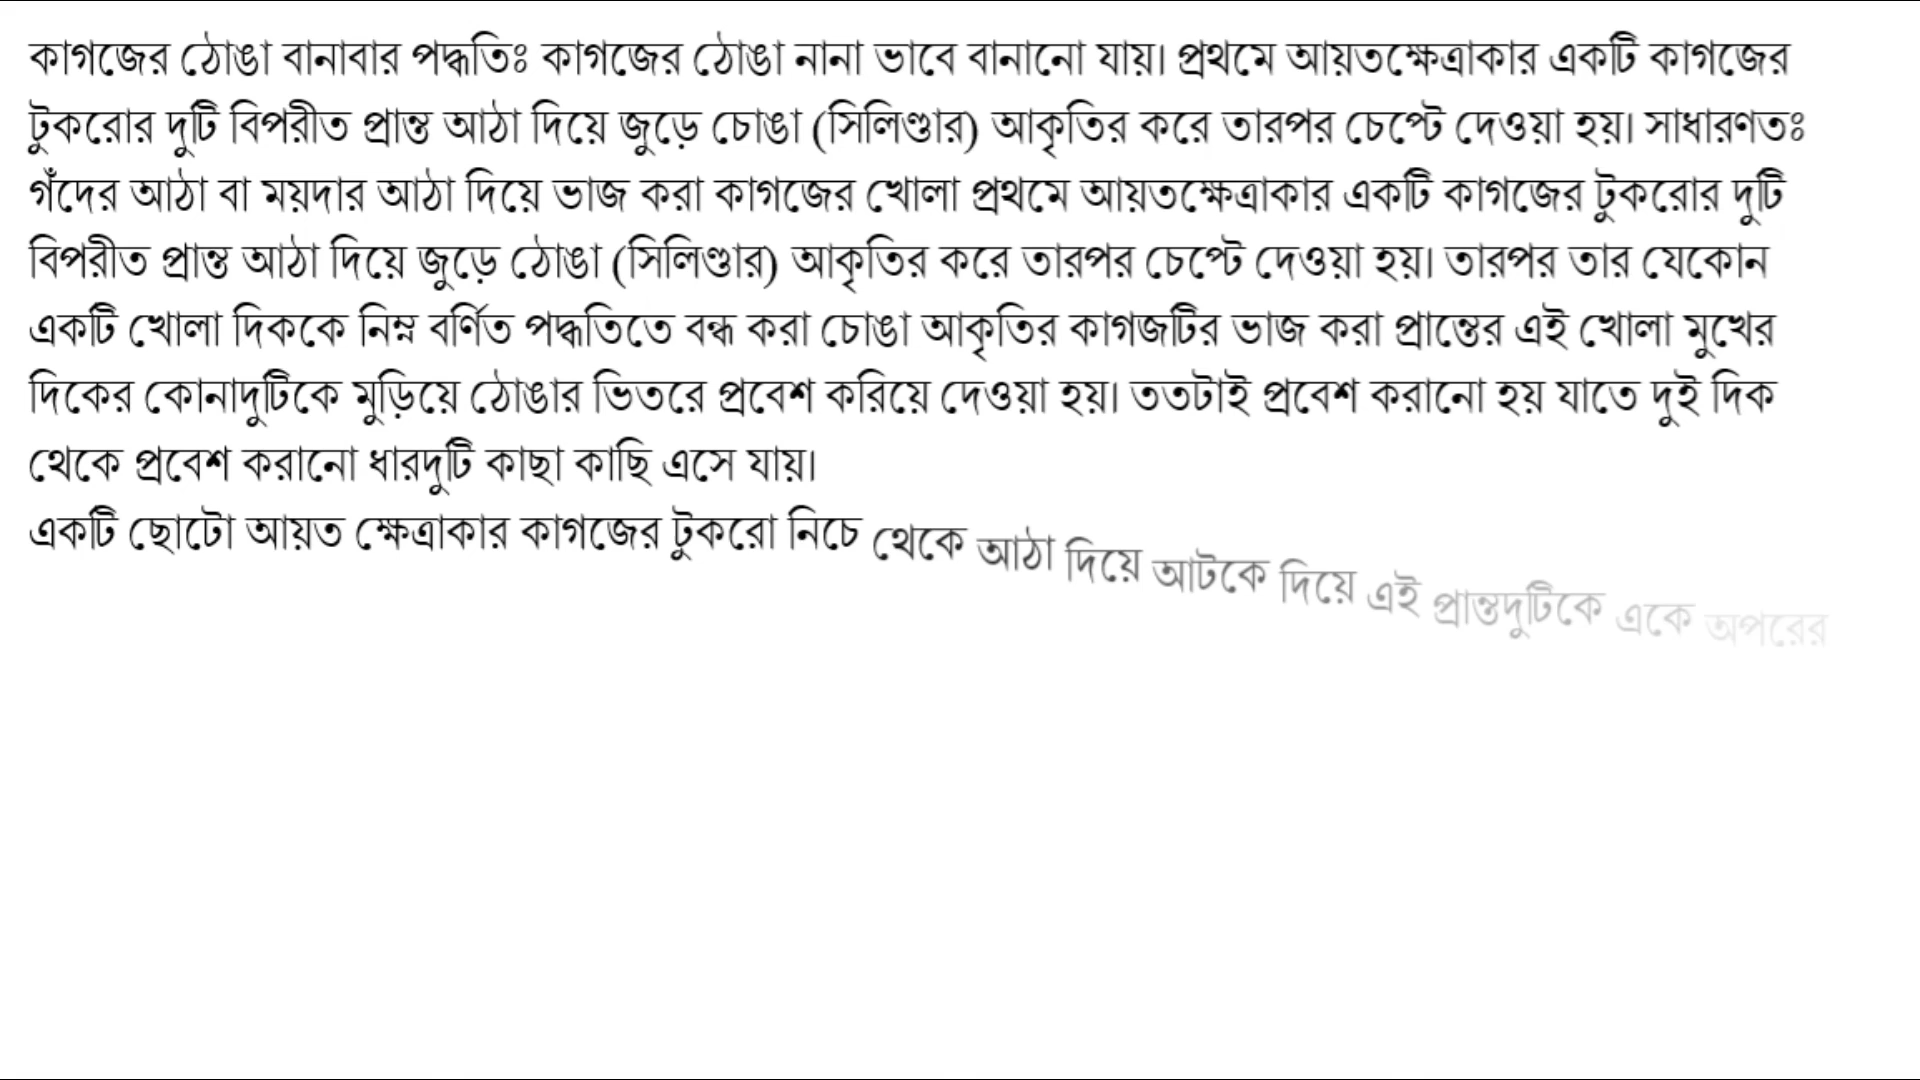 কাগজের ঠোঙা বানাবার পদ্ধতিঃ কাগজের ঠোঙা নানা ভাবে বানানো যায়। প্রথমে আয়তক্ষেত্রাকার একটি কাগজের
টুকরোর দুটি বিপরীত প্রান্ত আঠা দিয়ে জুড়ে চোঙা (সিলিণ্ডার) আকৃতির করে তারপর চেপ্টে দেওয়া হয়। সাধারণতঃ
গঁদের আঠা বা ময়দার আঠা দিয়ে ভাজ করা কাগজের খোলা প্রথমে আয়তক্ষেত্রাকার একটি কাগজের টুকরোর দুটি
বিপরীত প্রান্ত আঠা দিয়ে জুড়ে ঠোঙা (সিলিণ্ডার) আকৃতির করে তারপর চেপ্টে দেওয়া হয়। তারপর তার যেকোন
একটি খোলা দিককে নিম্ন বর্ণিত পদ্ধতিতে বন্ধ করা চোঙা আকৃতির কাগজটির ভাজ করা প্রান্তের এই খোলা মুখের
দিকের কোনাদুটিকে মুড়িয়ে ঠোঙার ভিতরে প্রবেশ করিয়ে দেওয়া হয়। ততটাই প্রবেশ করানো হয় যাতে দুই দিক
থেকে প্রবেশ করানো ধারদুটি কাছা কাছি এসে যায়।
একটি ছোটো আয়ত ক্ষেত্রাকার কাগজের টুকরো নিচে থেকে আঠা দিয়ে আটকে দিয়ে এই প্রান্তদুটিকে একে অপরের